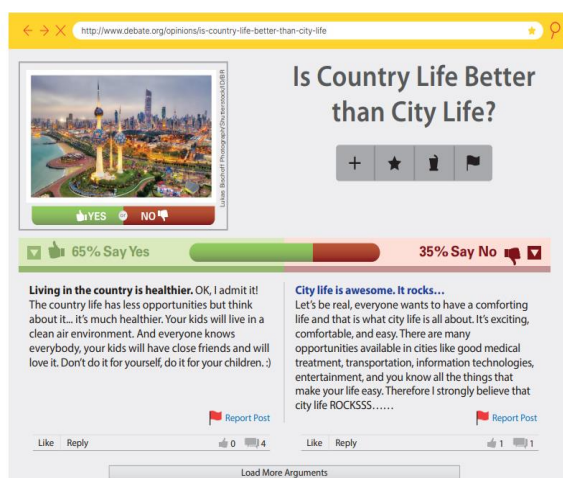 http://www.debate.org/opinions/is-country-life-better-than-city-life
Is Country Life Better
than City Life?
Lukas Bischoff Photograph/Shutterstock/ID/BR
YES OR NO
65% Say Yes
35% Say No
Living in the country is healthier. OK, I admit it!
The country life has less opportunities but think
about it... it's much healthier. Your kids will live in a
clean air environment. And everyone knows
everybody, your kids will have close friends and will
love it. Don't do it for yourself, do it for your children. :)
Report Post
Like Reply 0 4
City life is awesome. It rocks…
Let's be real, everyone wants to have a comforting
life and that is what city life is all about. It's exciting,
comfortable, and easy. There are many
opportunities available in cities like good medical
treatment, transportation, information technologies,
entertainment, and you know all the things that
make your life easy. Therefore I strongly believe that
city life ROCKSSS……
Report Post
Like Reply 1 1
Load More Arguments